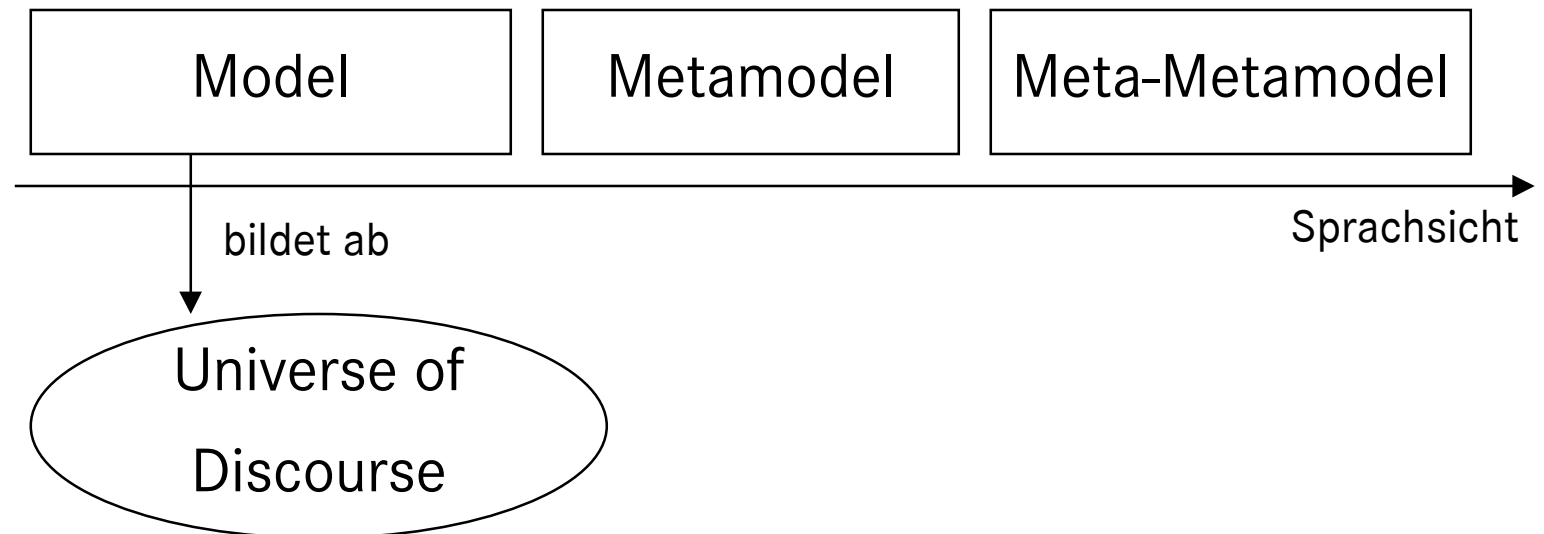 Model
Metamodel
Meta-Metamodel
bildet ab
Sprachsicht
Universe of
Discourse